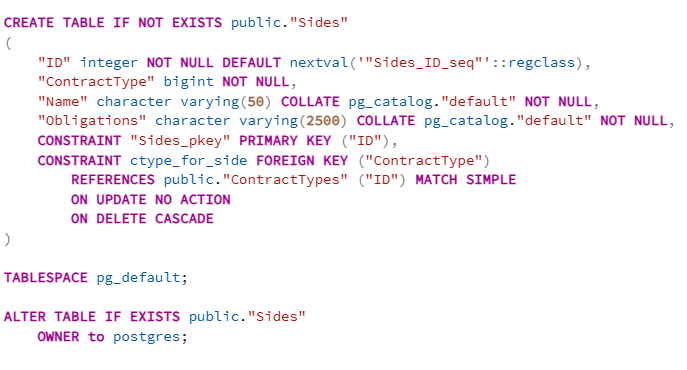 CREATE TABLE IF NOT EXISTS public."Sides"
(
    "ID" integer NOT NULL DEFAULT nextval('"Sides_ID_seq"'::regclass),
    "ContractType" bigint NOT NULL,
    "Name" character varying(50) COLLATE pg_catalog."default" NOT NULL,
    "Obligations" character varying(2500) COLLATE pg_catalog."default" NOT NULL,
    CONSTRAINT "Sides_pkey" PRIMARY KEY ("ID"),
    CONSTRAINT ctype_for_side FOREIGN KEY ("ContractType")
        REFERENCES public."ContractTypes" ("ID") MATCH SIMPLE
        ON UPDATE NO ACTION
        ON DELETE CASCADE
)
TABLESPACE pg_default;
ALTER TABLE IF EXISTS public."Sides"
    OWNER to postgres;